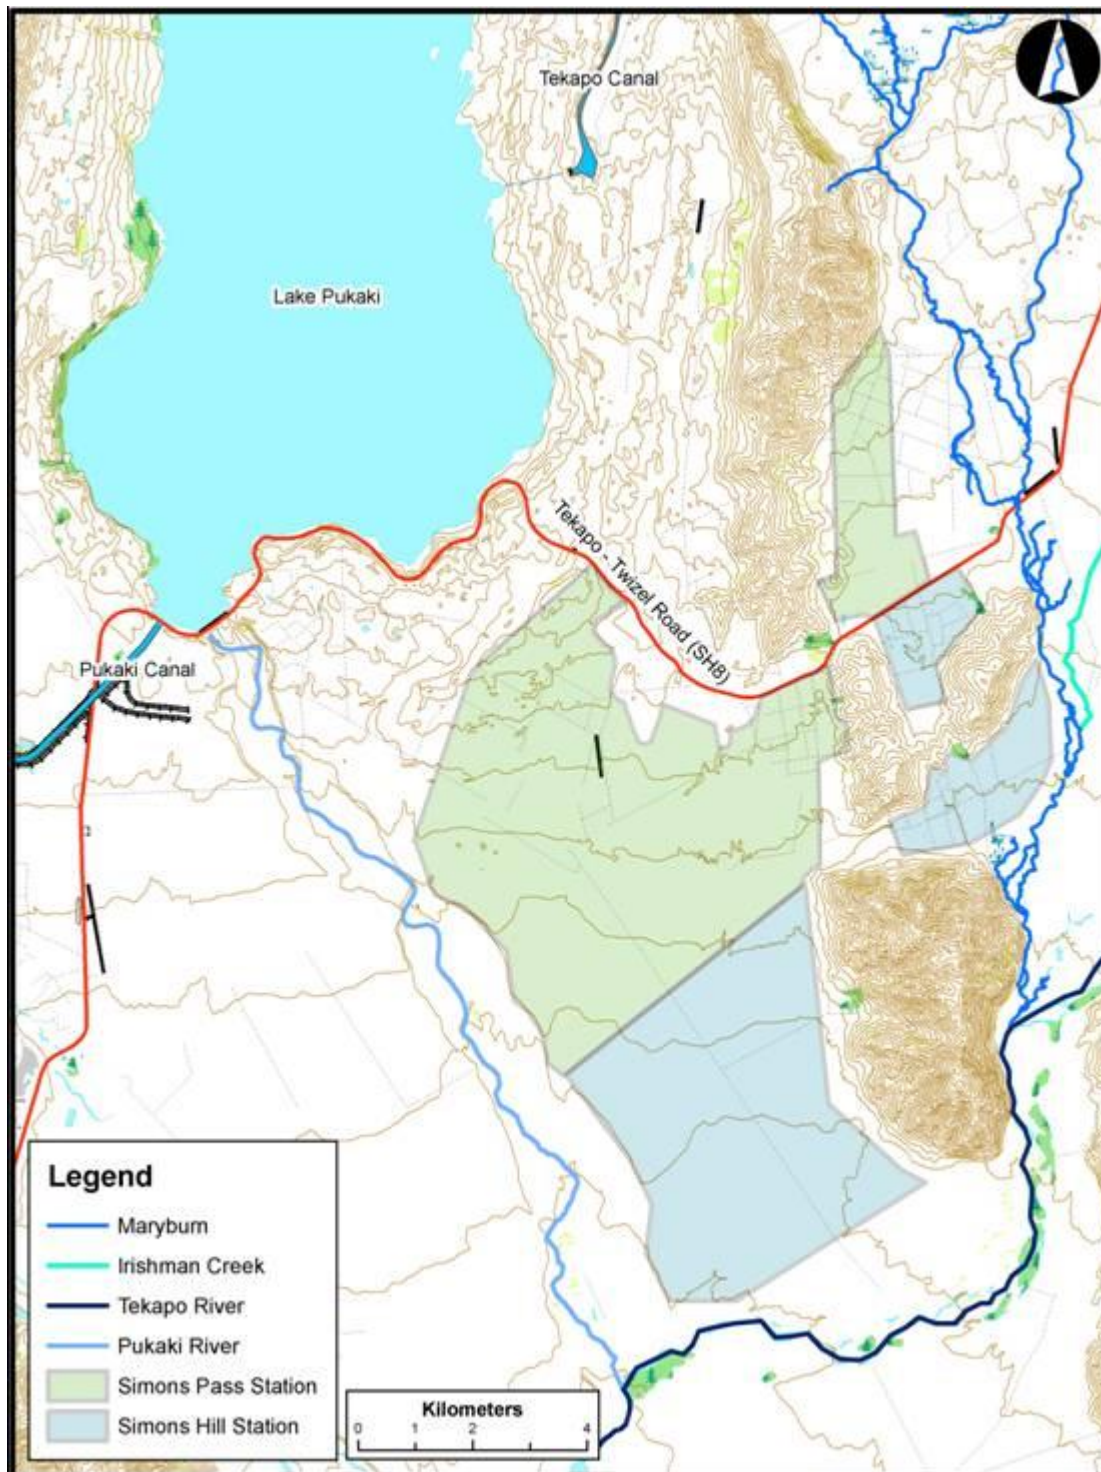 Tekapo Canal
Lake Pukaki
Tekapo - Twizel Road (SH8)
Pukaki Canal
Legend
Maryburn
Irishman Creek
Tekapo River
Pukaki River
Simons Pass Station
Simons Hill Station
Kilometers
0 1 2 4